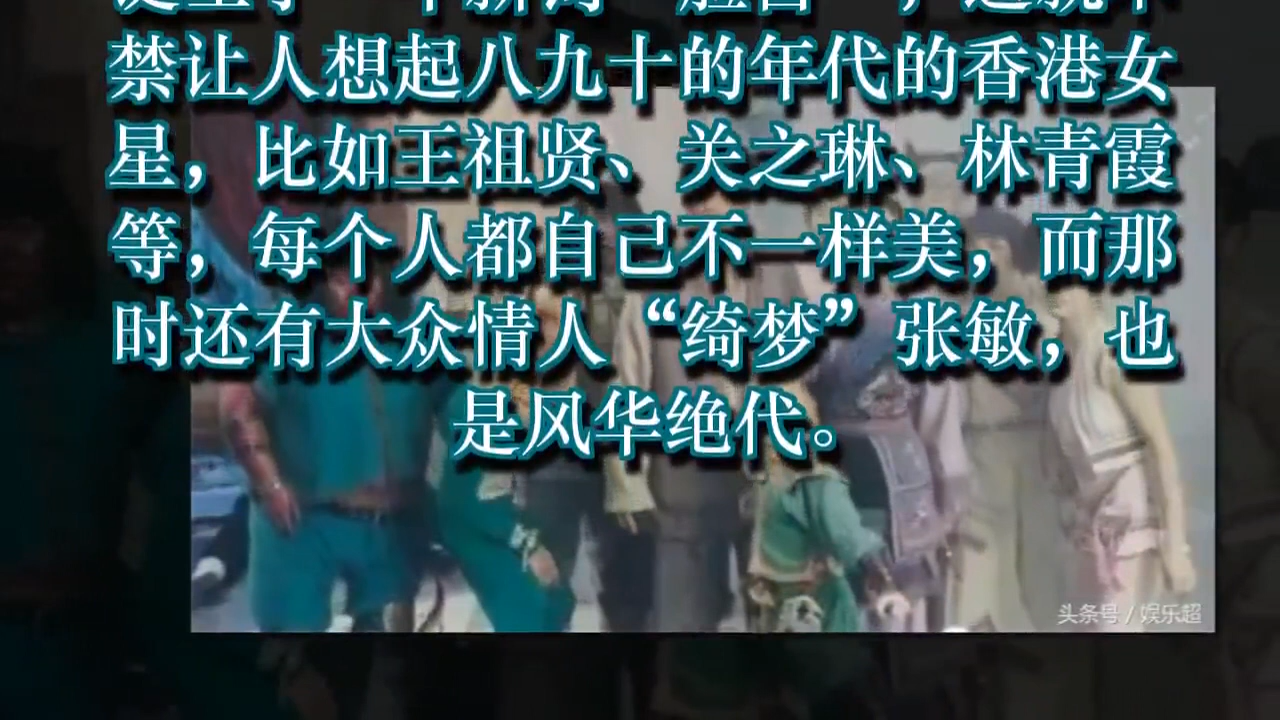 禁让人想起八九十的年代的香港女
星，比如王祖贤、关之琳、林青霞
等，每个人都自己不一样美，而那
时还有大众情人“绮梦”张敏，也
是风华绝代。
头条号 / 娱乐超